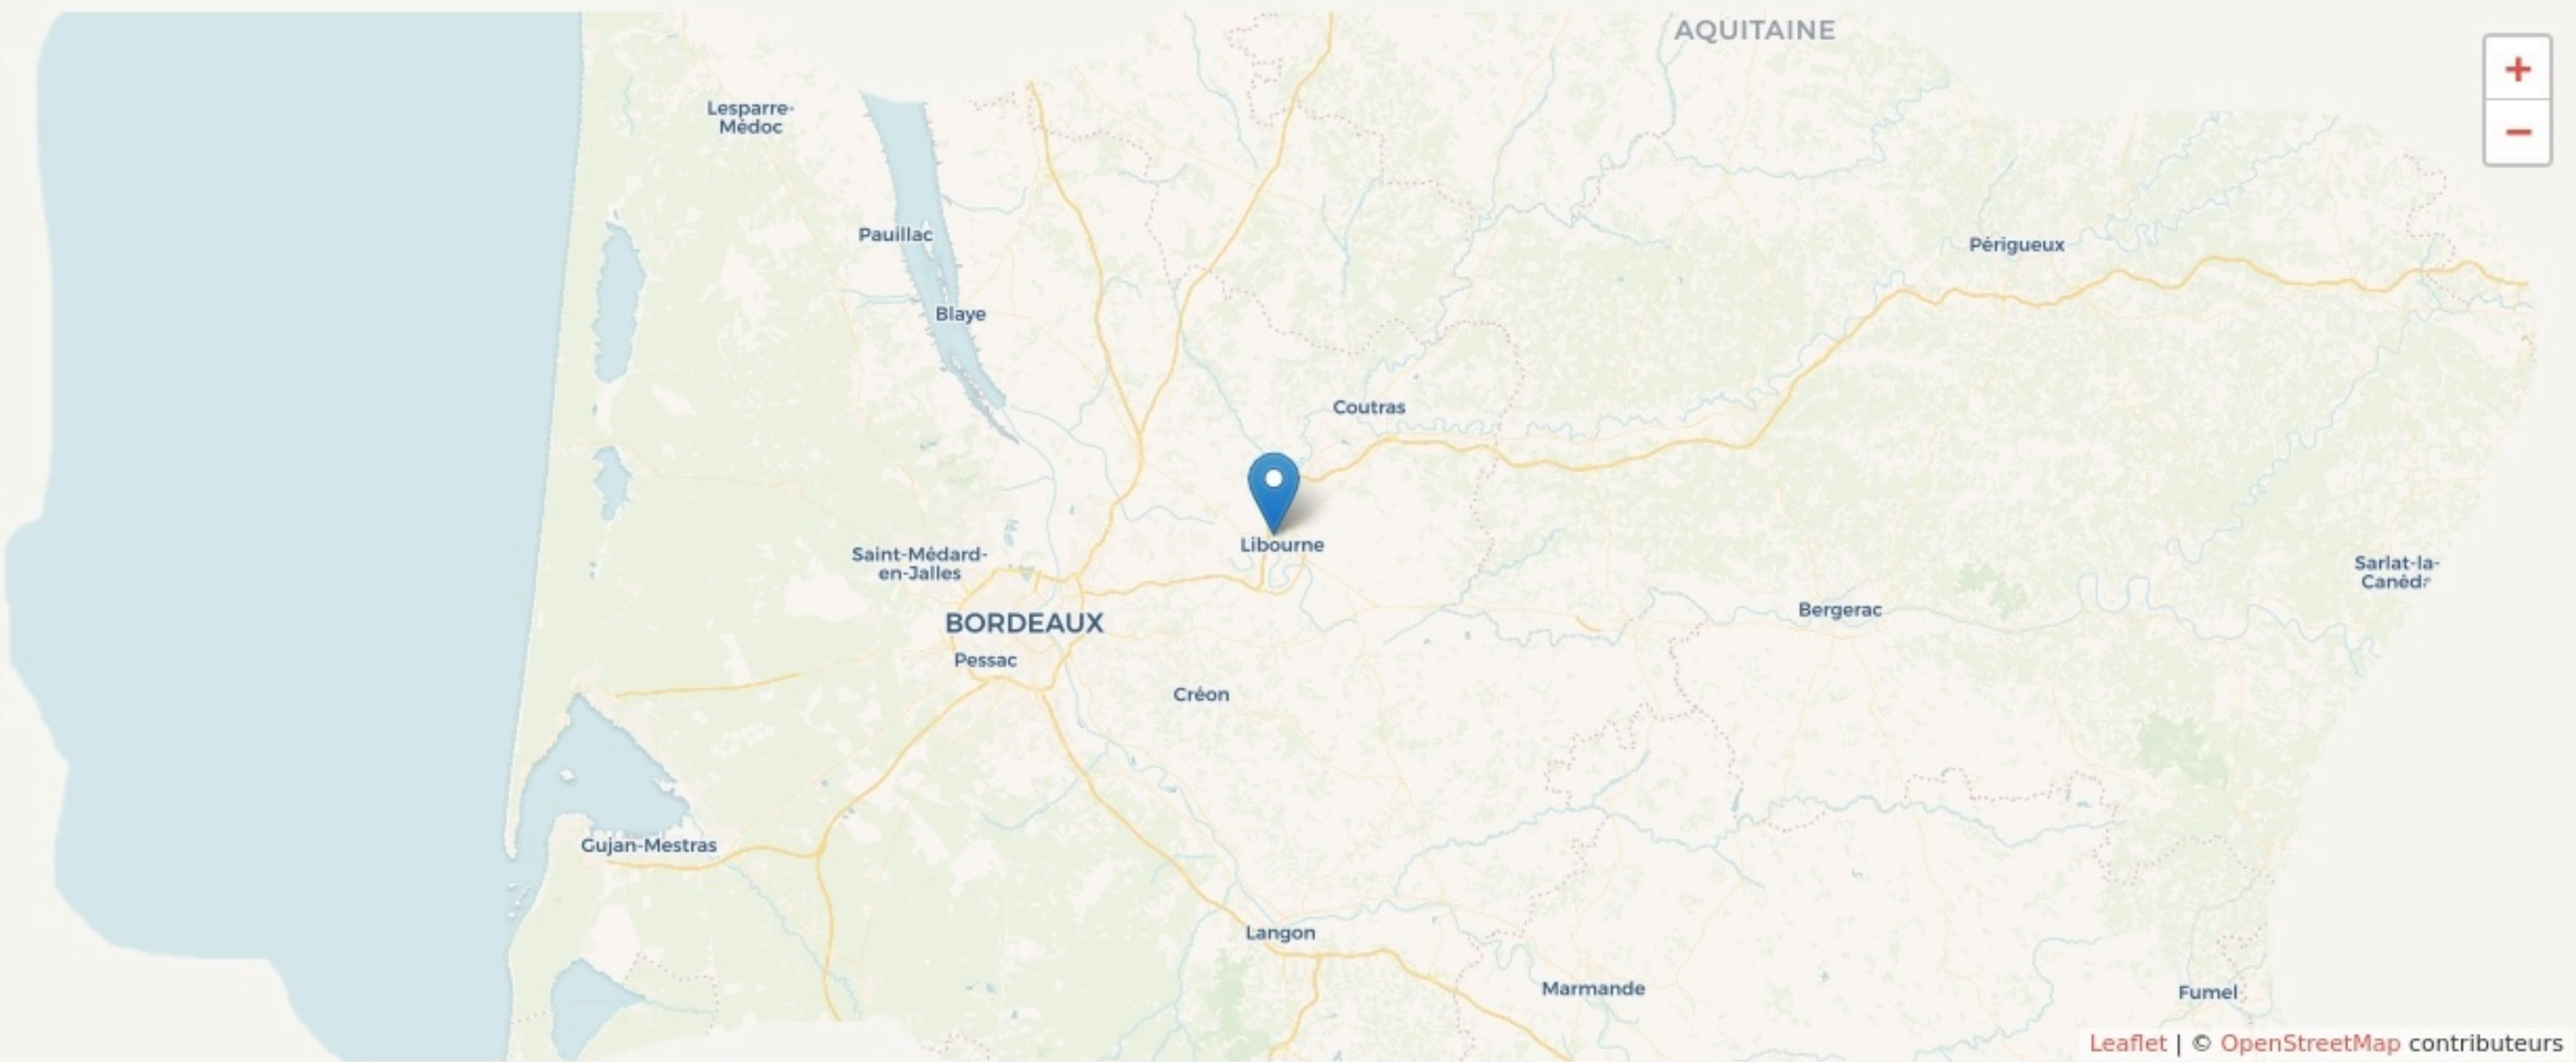 AQUITAINE
+
−
Lesparre-
Médoc
Pauillac
Périgueux
Blaye
Coutras
Libourne
Saint-Médard-
en-Jalles
Sarlat-la-
Canéda
BORDEAUX
Bergerac
Pessac
Créon
Gujan-Mestras
Langon
Marmande
Fumel
Leaflet | © OpenStreetMap contributeurs